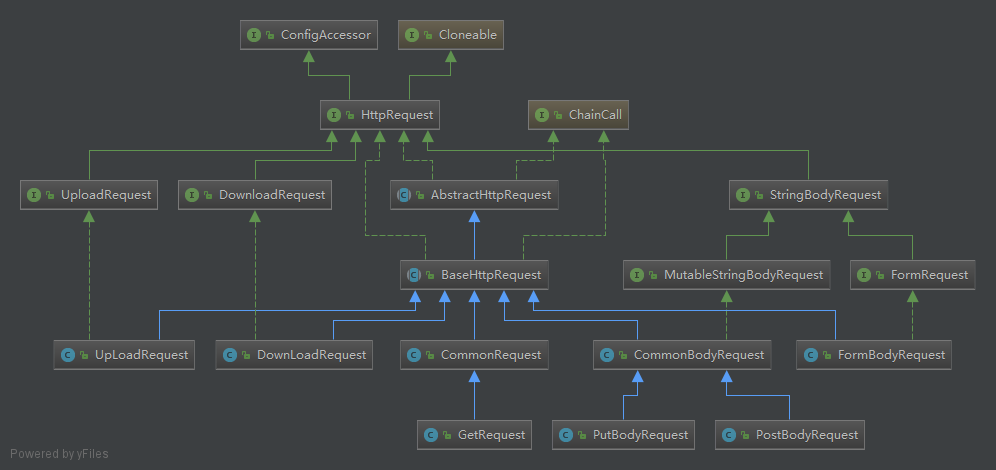 ConfigAccessor
Cloneable
HttpRequest
ChainCall
UploadRequest
DownloadRequest
AbstractHttpRequest
StringBodyRequest
BaseHttpRequest
MutableStringBodyRequest
FormRequest
UpLoadRequest
DownLoadRequest
CommonRequest
CommonBodyRequest
FormBodyRequest
GetRequest
PutBodyRequest
PostBodyRequest
Powered by yFiles